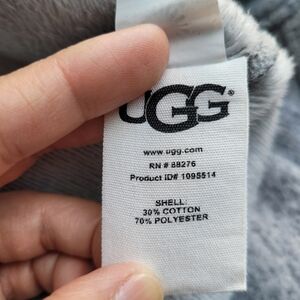 UGG®
www.ugg.com
RN # 88276
Product ID# 1095514
SHELL:
30% COTTON
70% POLYESTER